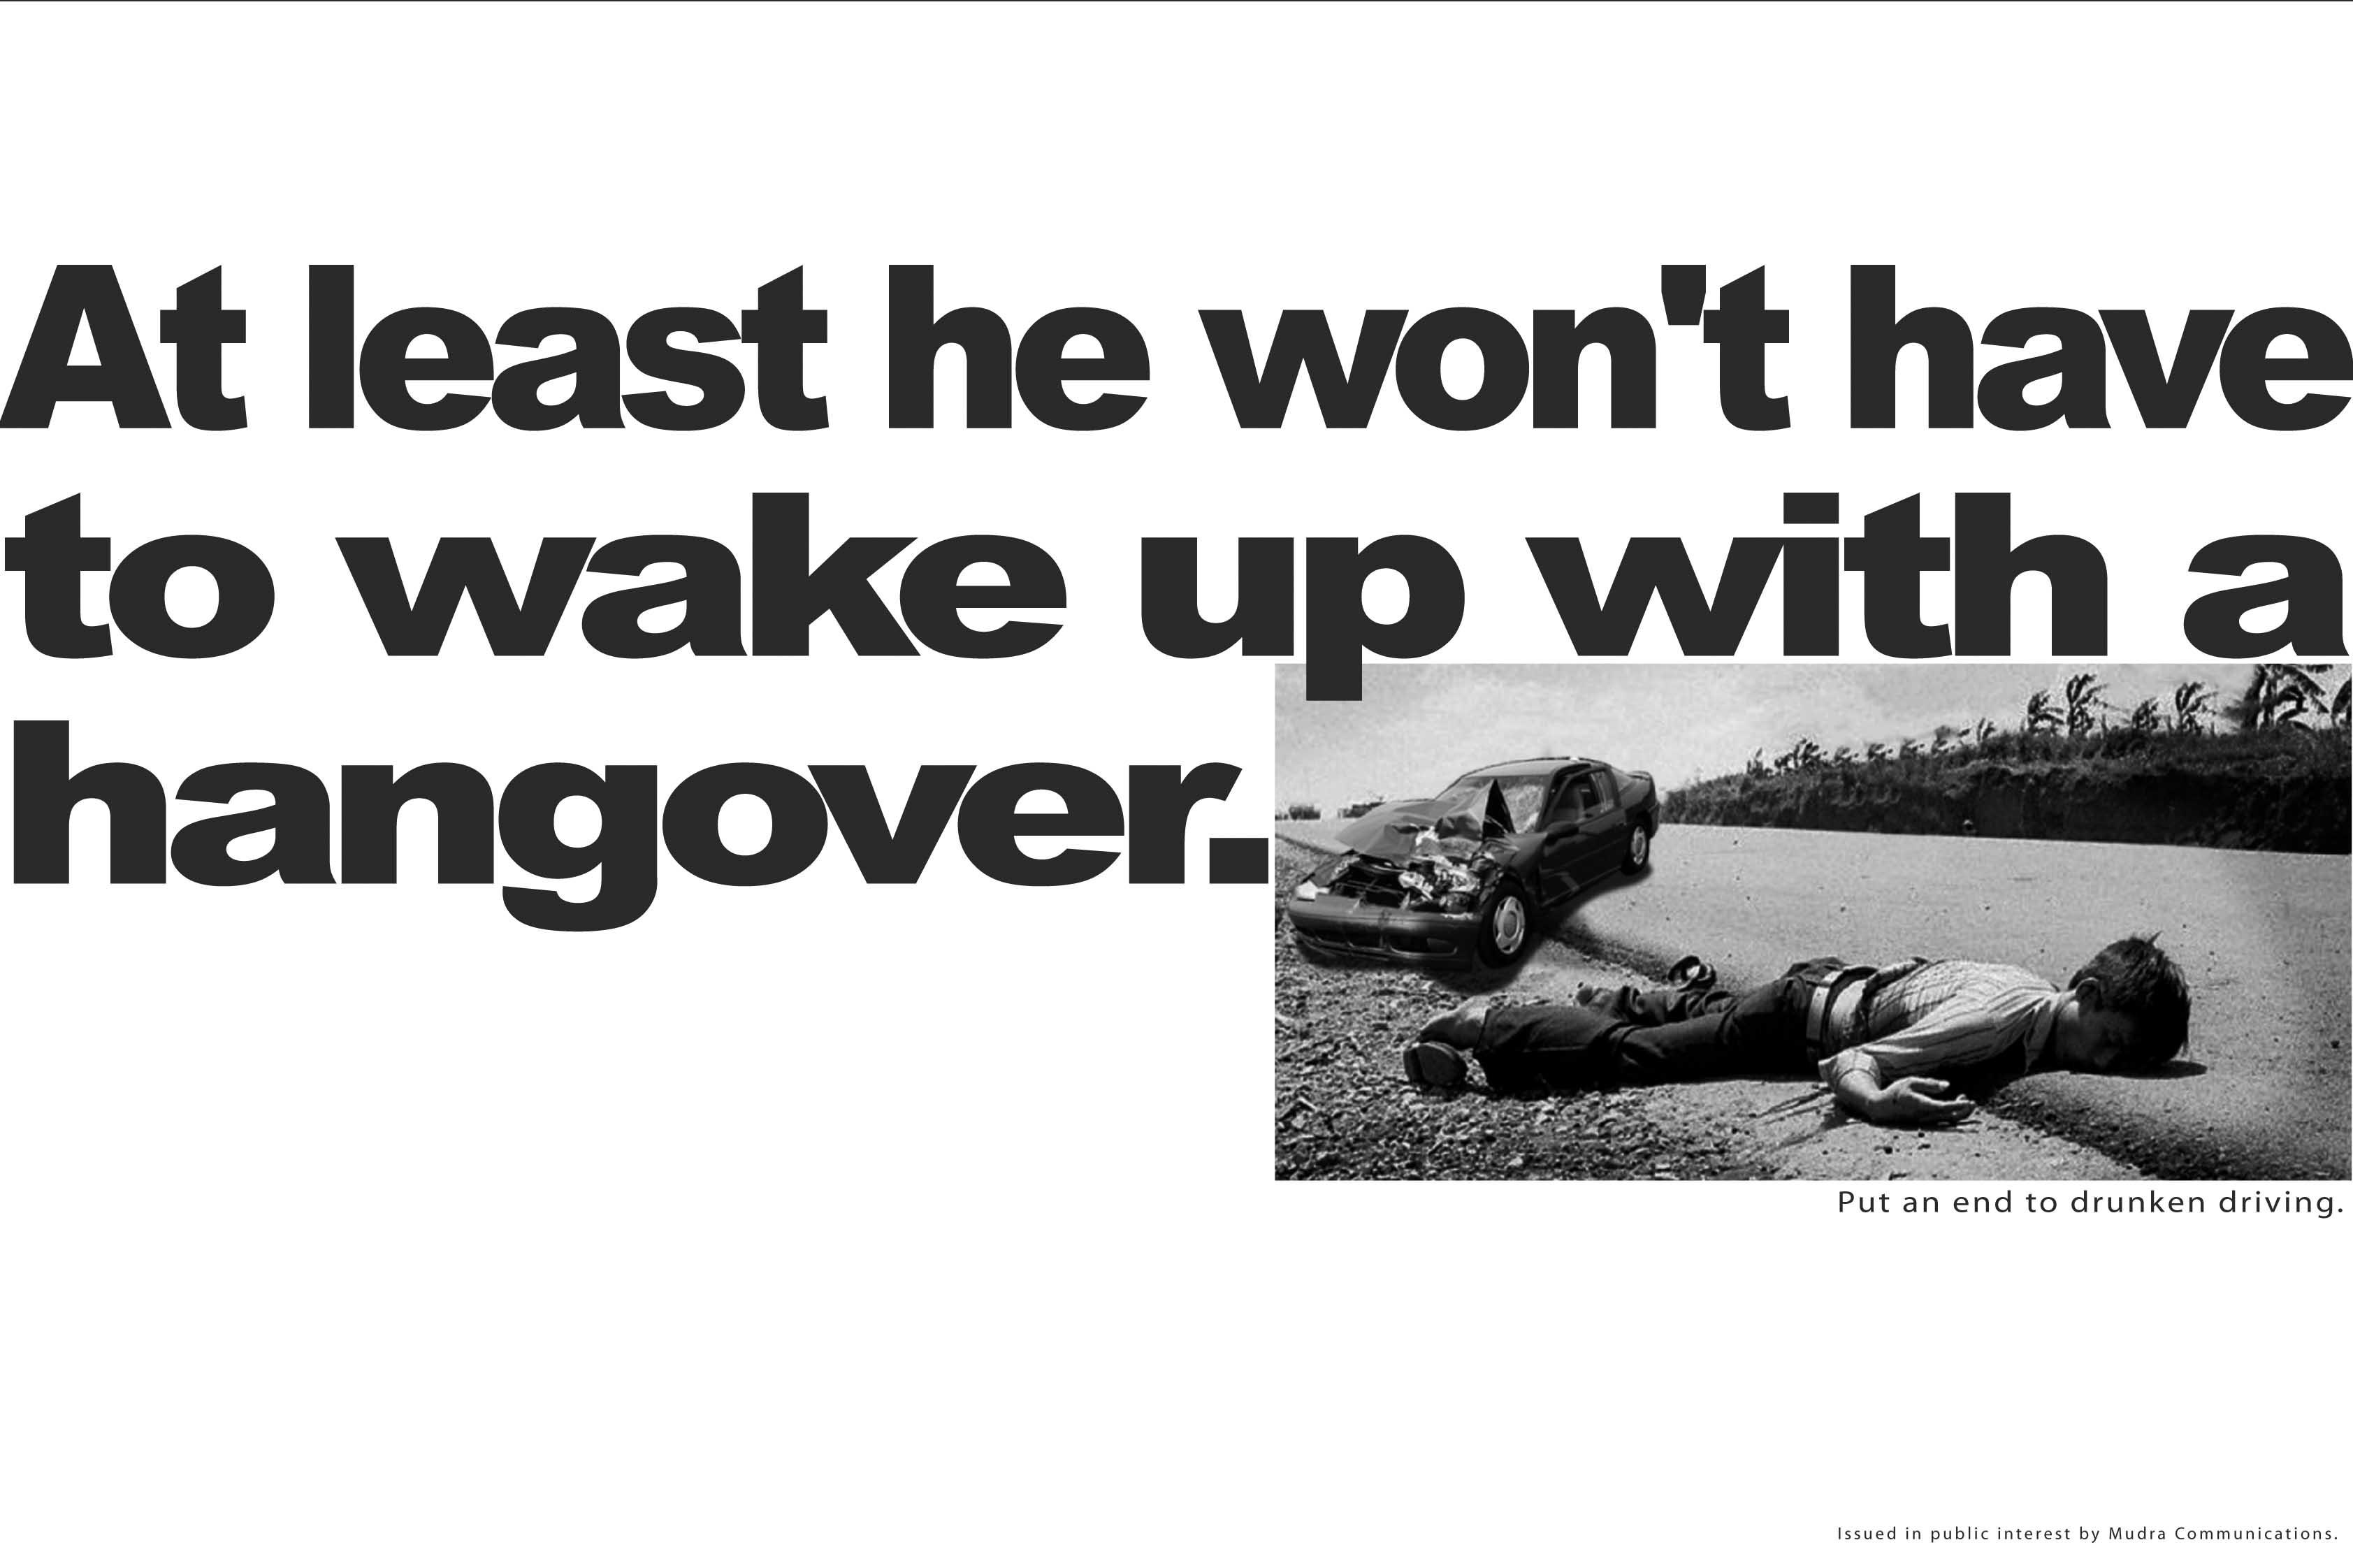 At least he won't have
to wake up with a
hangover.
Put an end to drunken driving.
Issued in public interest by Mudra Communications.